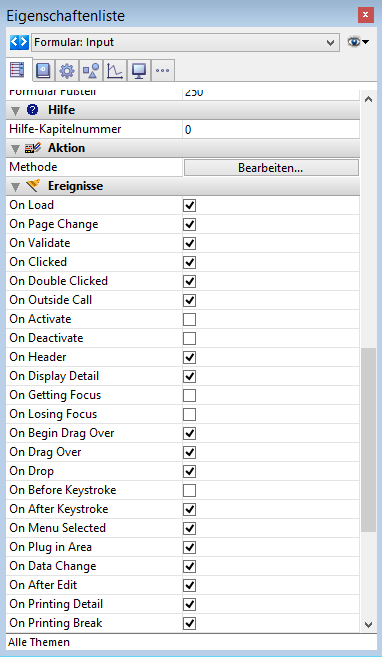 Eigenschaftenliste
Formular: Input
Formular Fußteil 250
Hilfe
Hilfe-Kapitelnummer 0
Aktion
Methode Bearbeiten...
Ereignisse
On Load
On Page Change
On Validate
On Clicked
On Double Clicked
On Outside Call
On Activate
On Deactivate
On Header
On Display Detail
On Getting Focus
On Losing Focus
On Begin Drag Over
On Drag Over
On Drop
On Before Keystroke
On After Keystroke
On Menu Selected
On Plug in Area
On Data Change
On After Edit
On Printing Detail
On Printing Break
Alle Themen